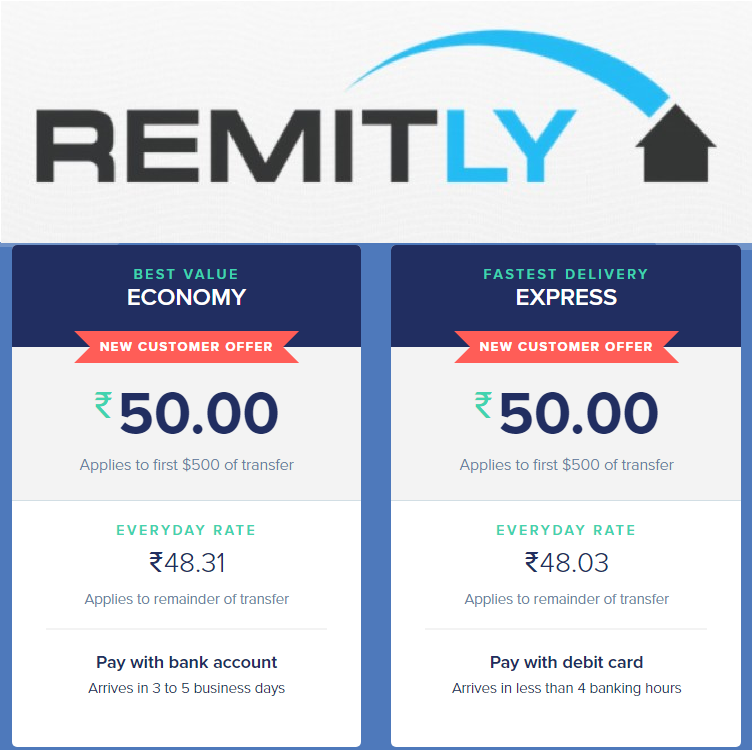 REMITLY
BEST VALUE
ECONOMY
NEW CUSTOMER OFFER
₹50.00
Applies to first $500 of transfer
EVERYDAY RATE
₹48.31
Applies to remainder of transfer
Pay with bank account
Arrives in 3 to 5 business days
FASTEST DELIVERY
EXPRESS
NEW CUSTOMER OFFER
₹50.00
Applies to first $500 of transfer
EVERYDAY RATE
₹48.03
Applies to remainder of transfer
Pay with debit card
Arrives in less than 4 banking hours